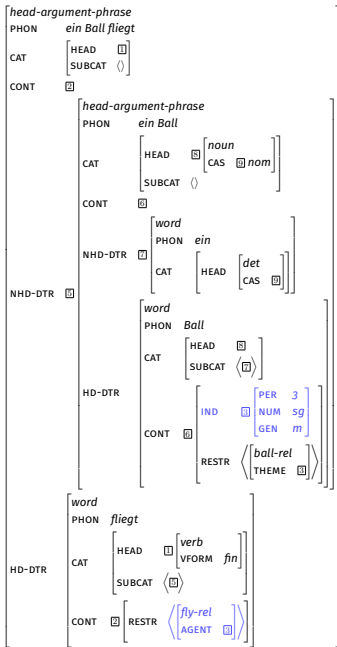 head-argument-phrase
PHON ein Ball fliegt
CAT HEAD 1
SUBCAT ⟨⟩
CONT 2
NHD-DTR 5
head-argument-phrase
PHON ein Ball
CAT HEAD 8 noun
CAS 9 nom
SUBCAT ⟨⟩
CONT 6
NHD-DTR 7
word
PHON ein
CAT HEAD det
CAS 9
HD-DTR
word
PHON Ball
CAT HEAD 8
SUBCAT ⟨7⟩
CONT 6 IND 3 PER 3
NUM sg
GEN m
RESTR ⟨ball-rel
THEME 3⟩
HD-DTR
word
PHON fliegt
CAT HEAD 1 verb
VFORM fin
SUBCAT ⟨5⟩
CONT 2 RESTR ⟨fly-rel
AGENT 3⟩